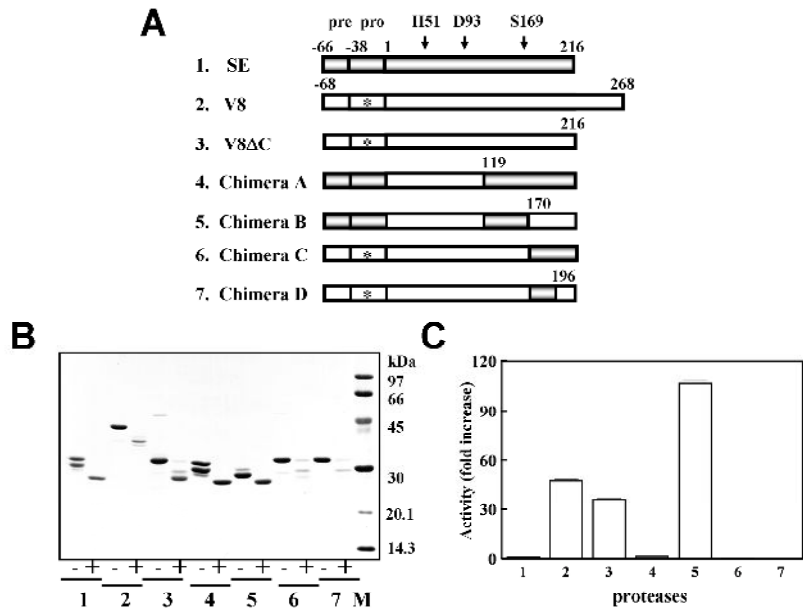 A
pre pro H51 D93 S169
-66 -38 1 216
1. SE
-68 268
2. V8 *
216
3. V8ΔC *
119
4. Chimera A
170
5. Chimera B
6. Chimera C *
196
7. Chimera D *
B
kDa
97
66
45
30
20.1
14.3
- + - + - + - + - + - + - +
1 2 3 4 5 6 7 M
C
Activity (fold increase)
120
90
60
30
0
1 2 3 4 5 6 7
proteases